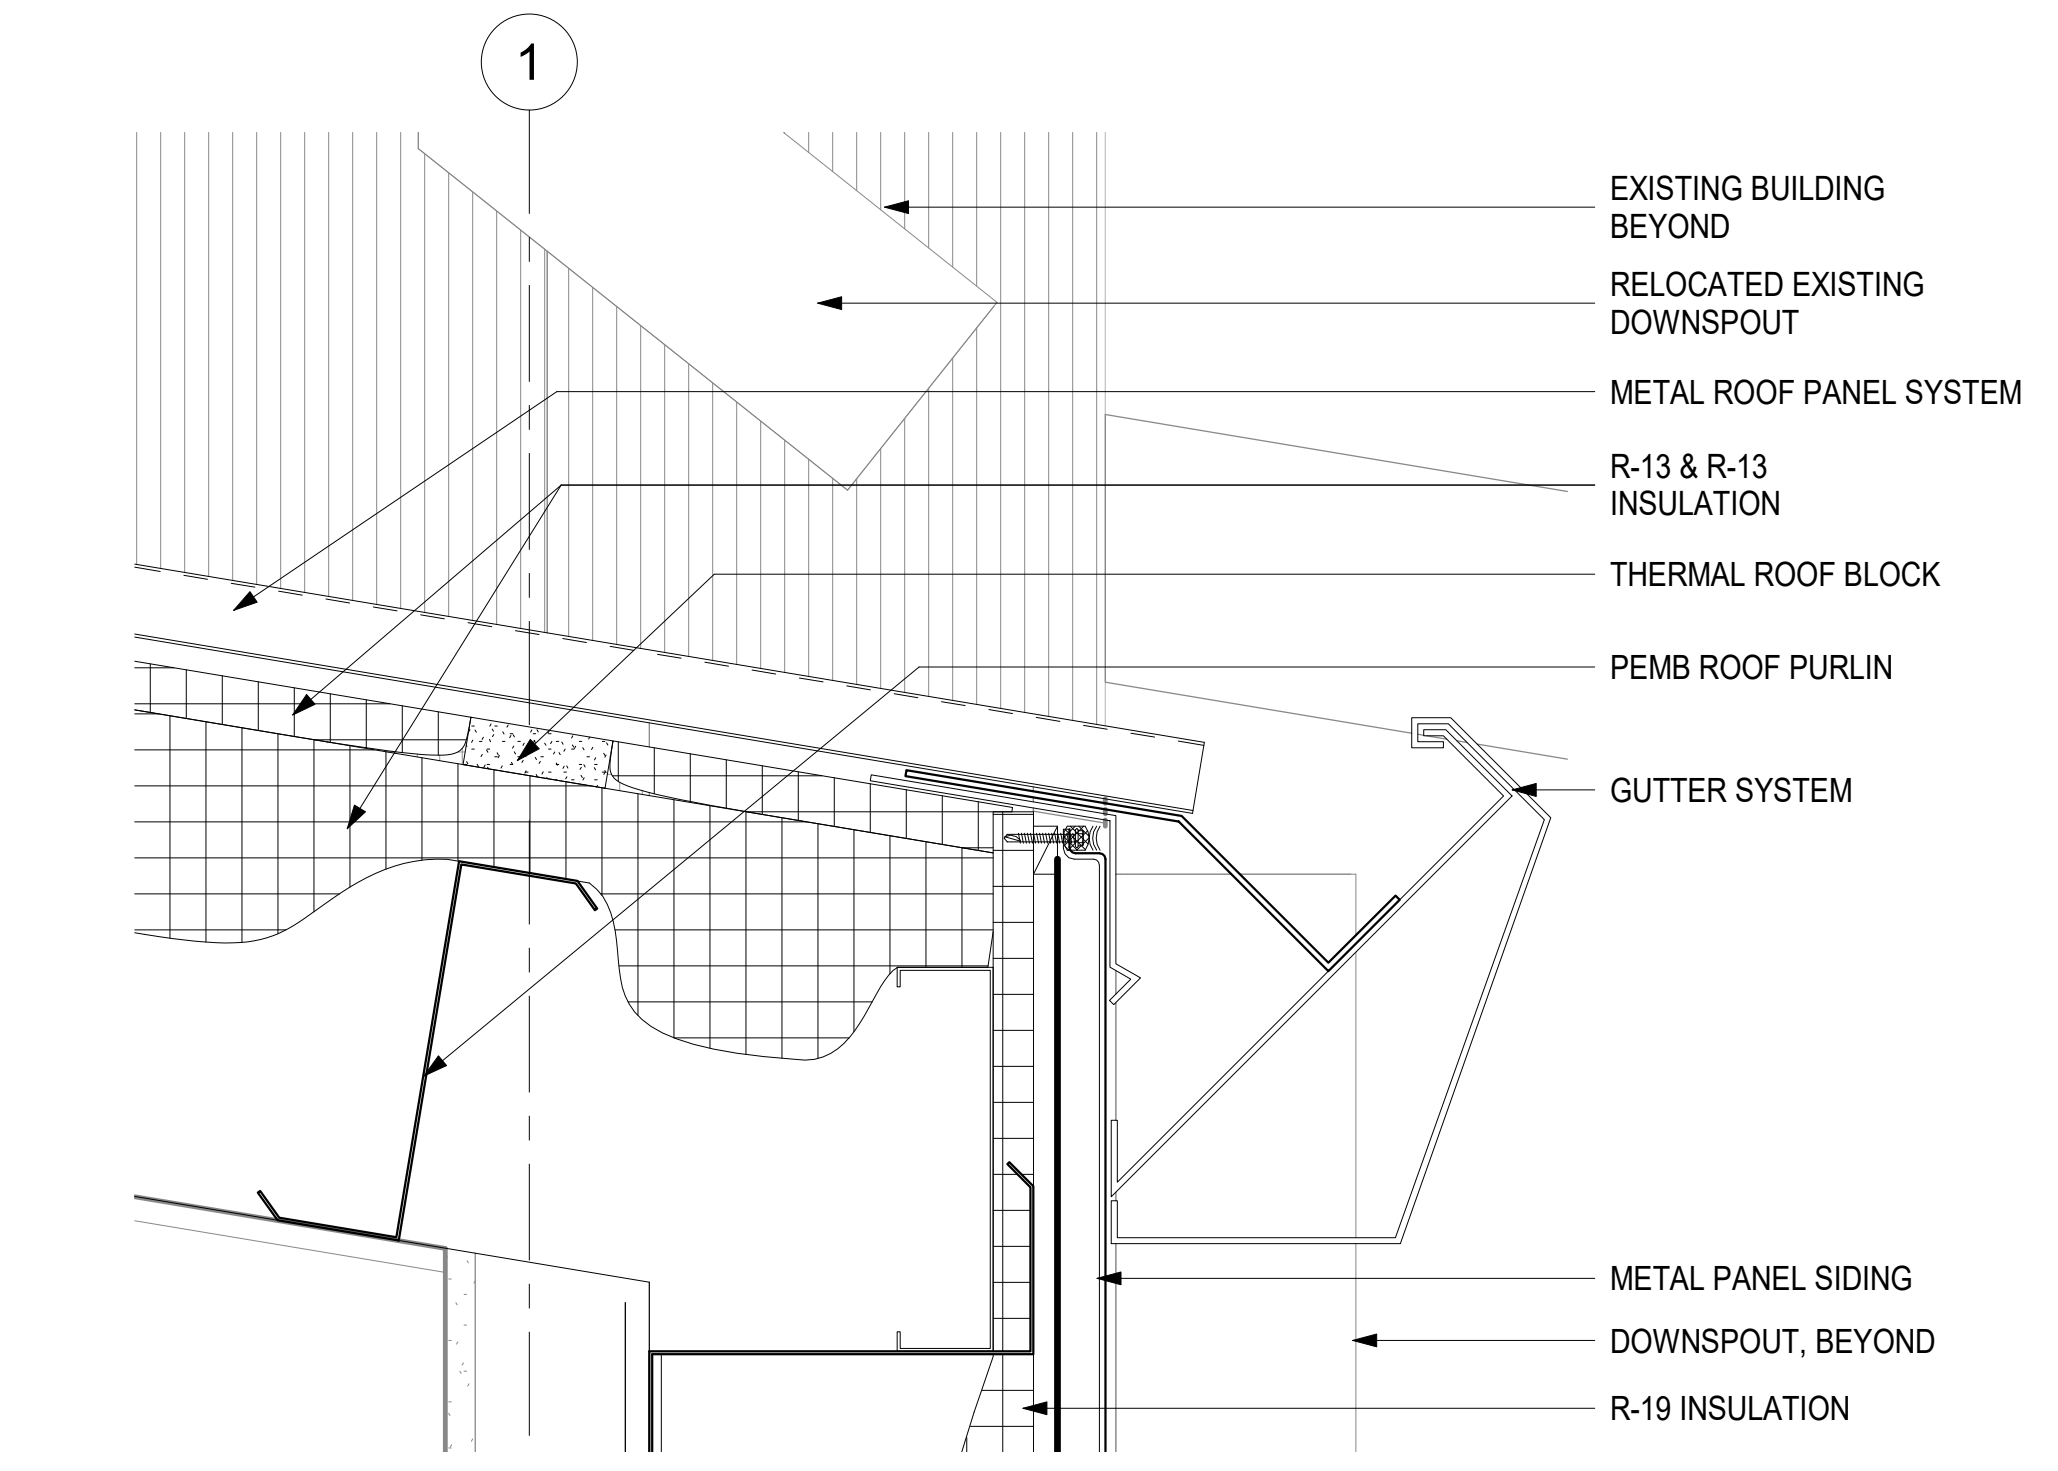 1
EXISTING BUILDING
BEYOND
RELOCATED EXISTING
DOWNSPOUT
METAL ROOF PANEL SYSTEM
R-13 & R-13
INSULATION
THERMAL ROOF BLOCK
PEMB ROOF PURLIN
GUTTER SYSTEM
METAL PANEL SIDING
DOWNSPOUT, BEYOND
R-19 INSULATION